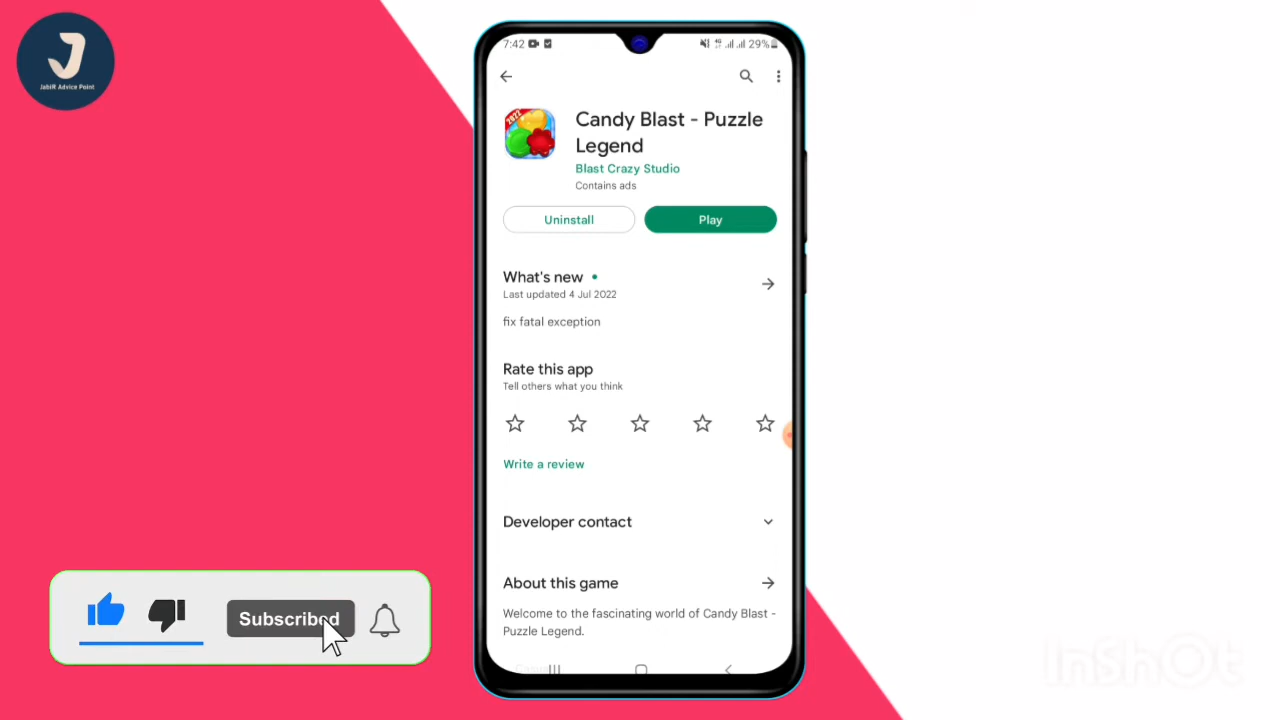 J
JabIR Advice Point
7:42
29%
Candy Blast - Puzzle
Legend
2022
Blast Crazy Studio
Contains ads
Uninstall
Play
What's new
Last updated 4 Jul 2022
fix fatal exception
Rate this app
Tell others what you think
Write a review
Developer contact
About this game
Welcome to the fascinating world of Candy Blast -
Puzzle Legend.
Subscribed
InShOt